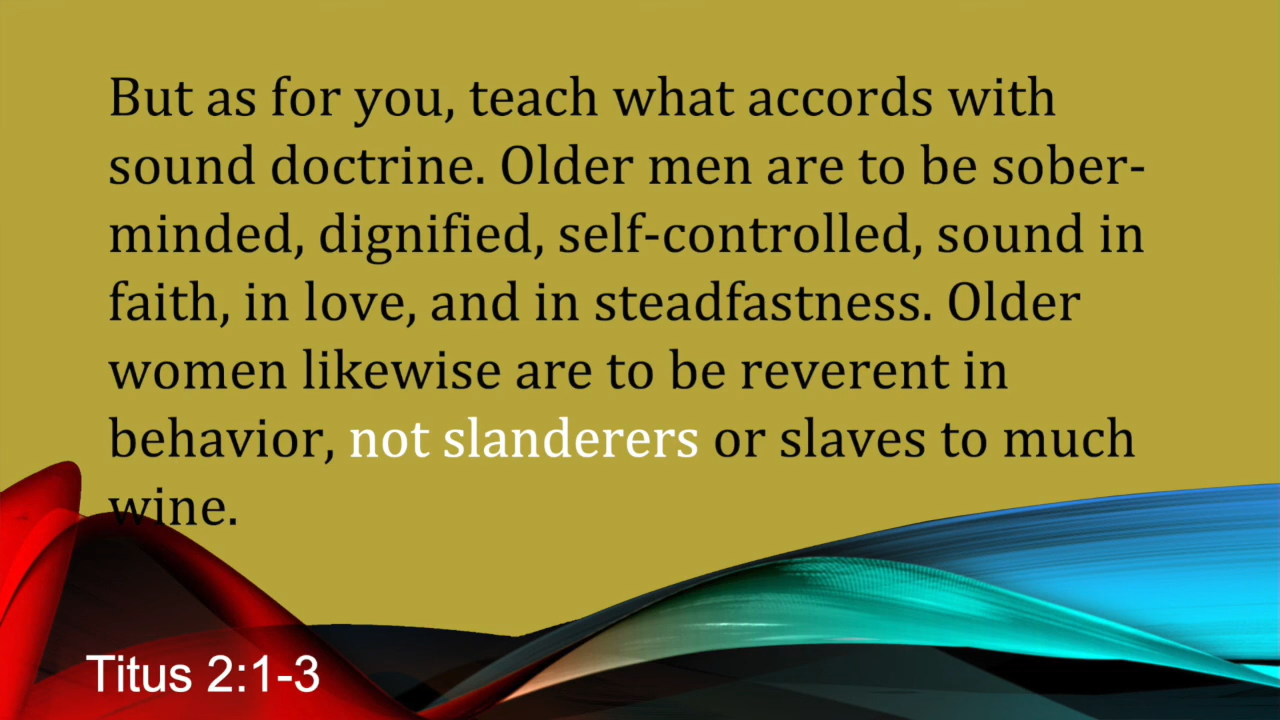 But as for you, teach what accords with
sound doctrine. Older men are to be sober-
minded, dignified, self-controlled, sound in
faith, in love, and in steadfastness. Older
women likewise are to be reverent in
behavior, not slanderers or slaves to much
wine.
Titus 2:1-3